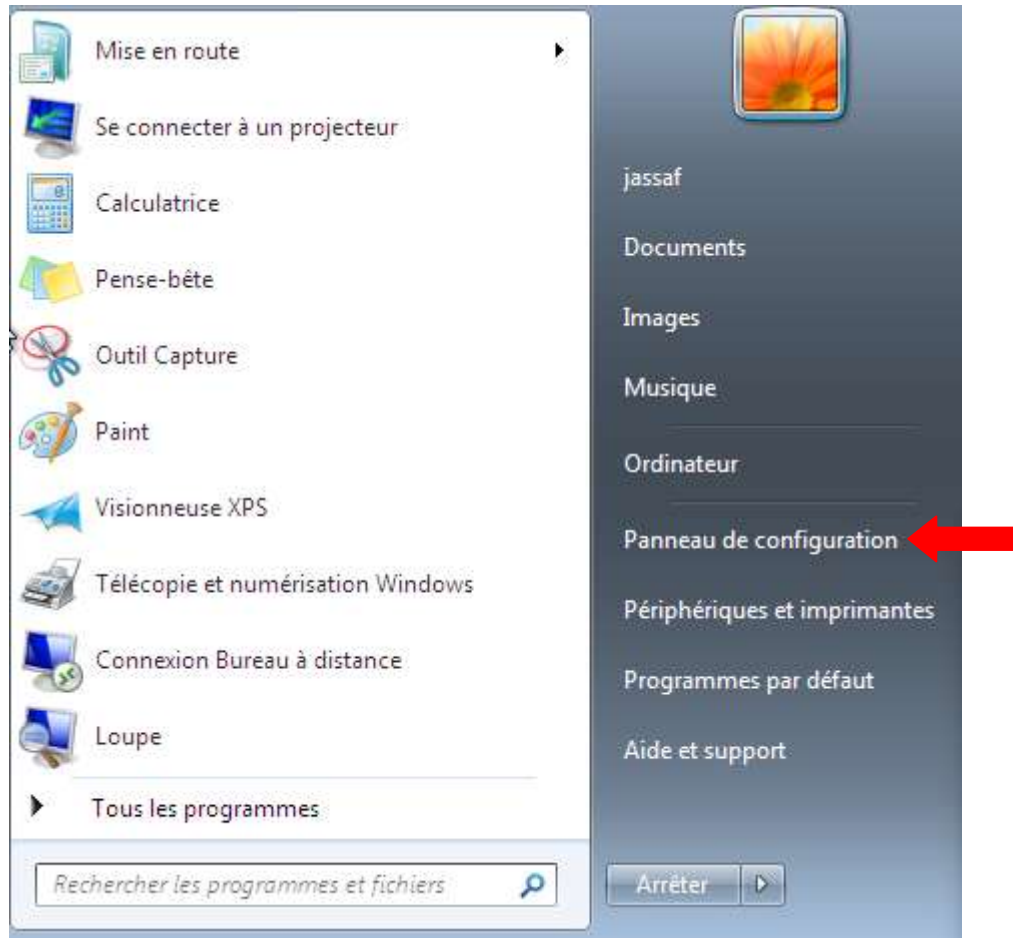 Mise en route
Se connecter à un projecteur
Calculatrice
Pense-bête
Outil Capture
Paint
Visionneuse XPS
Télécopie et numérisation Windows
Connexion Bureau à distance
Loupe
Tous les programmes
Rechercher les programmes et fichiers
jassaf
Documents
Images
Musique
Ordinateur
Panneau de configuration
Périphériques et imprimantes
Programmes par défaut
Aide et support
Arrêter